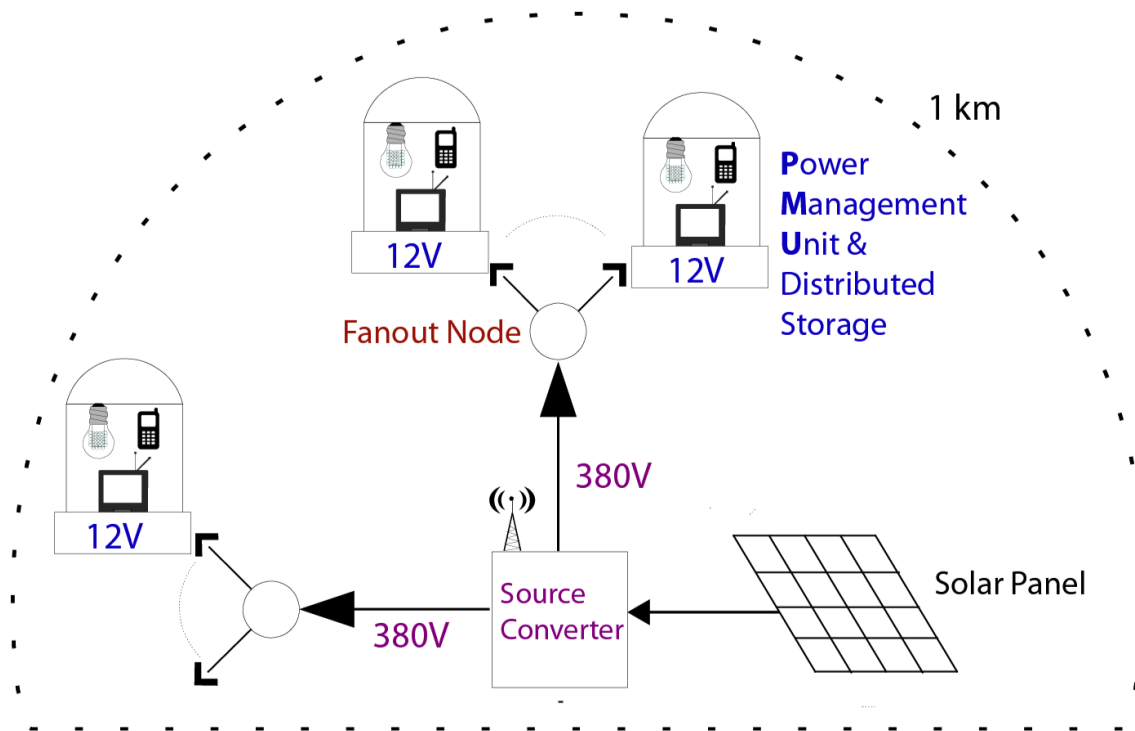 1 km
Power
Management
Unit &
Distributed
Storage
12V
12V
Fanout Node
380V
12V
Source
Converter
Solar Panel
380V